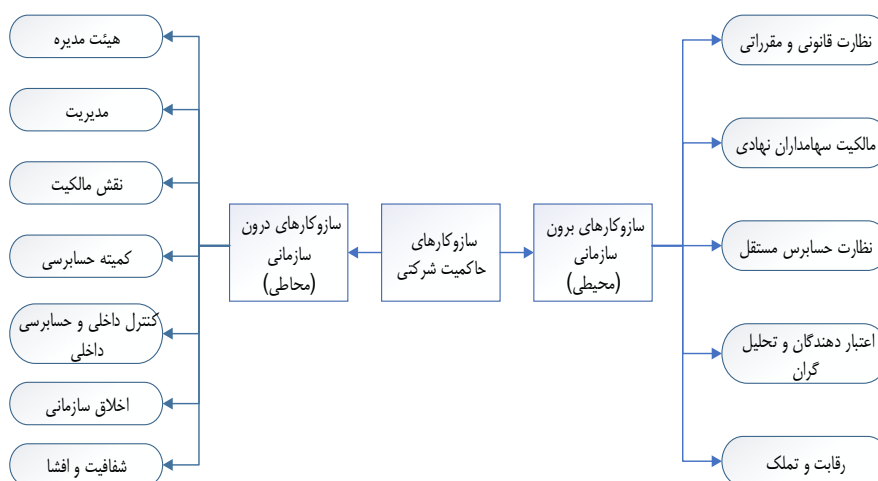 نظارت قانونی و مقرراتی
مالکیت سهامداران نهادی
نظارت حسابرس مستقل
اعتبار دهندگان و تحلیل
گران
رقابت و تملک
سازوکارهای برون
سازمانی
(محیطی)
سازوکارهای
حاکمیت شرکتی
سازوکارهای درون
سازمانی
(محاطی)
هیئت مدیره
مدیریت
نقش مالکیت
کمیته حسابرسی
کنترل داخلی و حسابرسی
داخلی
اخلاق سازمانی
شفافیت و افشا